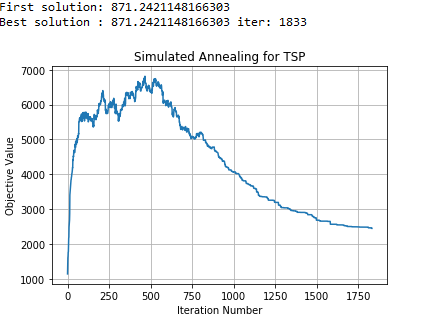 First solution: 871.2421148166303
Best solution : 871.2421148166303 iter: 1833
Simulated Annealing for TSP
7000
6000
5000
4000
3000
2000
1000
Objective Value
0 250 500 750 1000 1250 1500 1750
Iteration Number